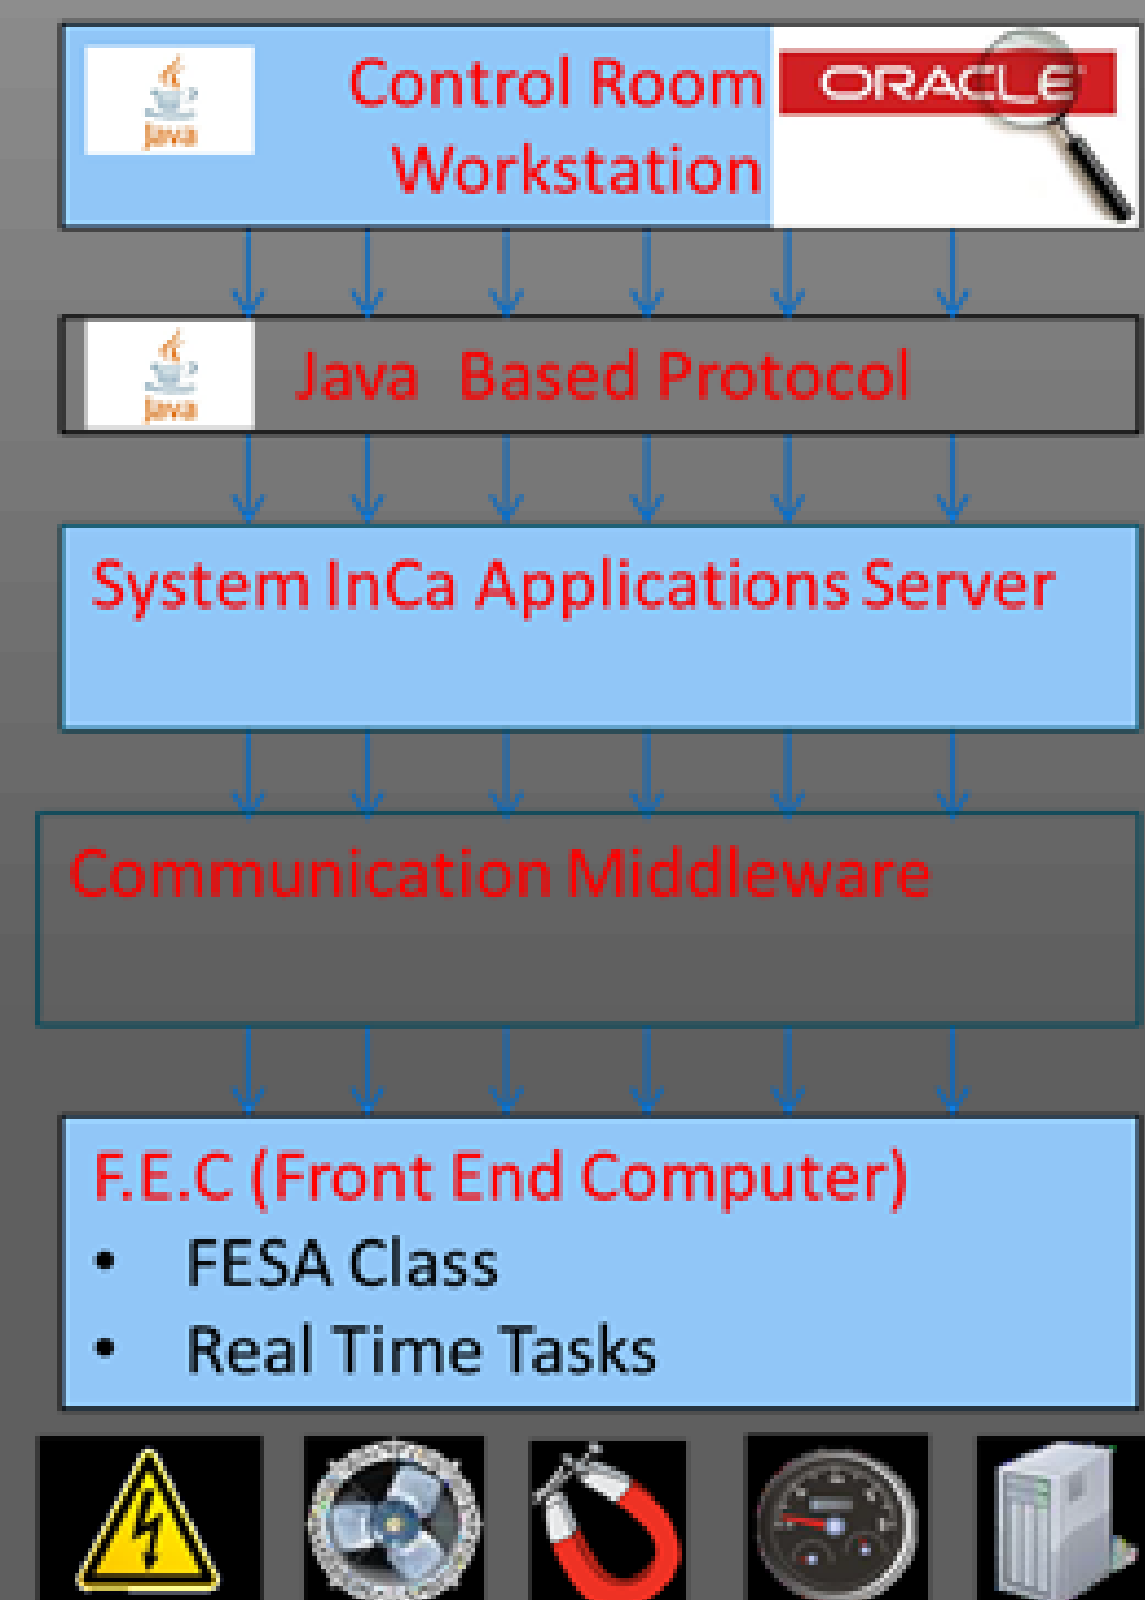 Java
Control Room
Workstation
ORACLE
Java
Java Based Protocol
System InCa Applications Server
Communication Middleware
F.E.C (Front End Computer)
• FESA Class
• Real Time Tasks